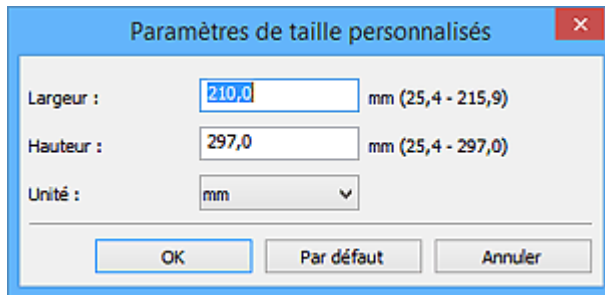 Paramètres de taille personnalisés
Largeur : 210,0 mm (25,4 - 215,9)
Hauteur : 297,0 mm (25,4 - 297,0)
Unité : mm
OK Par défaut Annuler